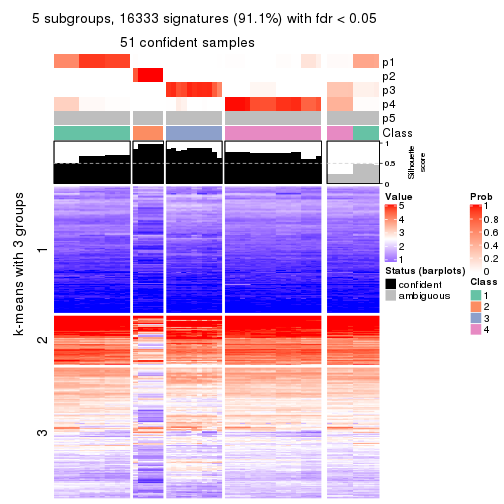 5 subgroups, 16333 signatures (91.1%) with fdr < 0.05
51 confident samples
p1
p2
p3
p4
p5
Class
1
0.5
0
Silhouette
score
k-means with 3 groups
1
2
3
Value
5
4
3
2
1
Status (barplots)
confident
ambiguous
Prob
1
0.8
0.6
0.4
0.2
0
Class
1
2
3
4